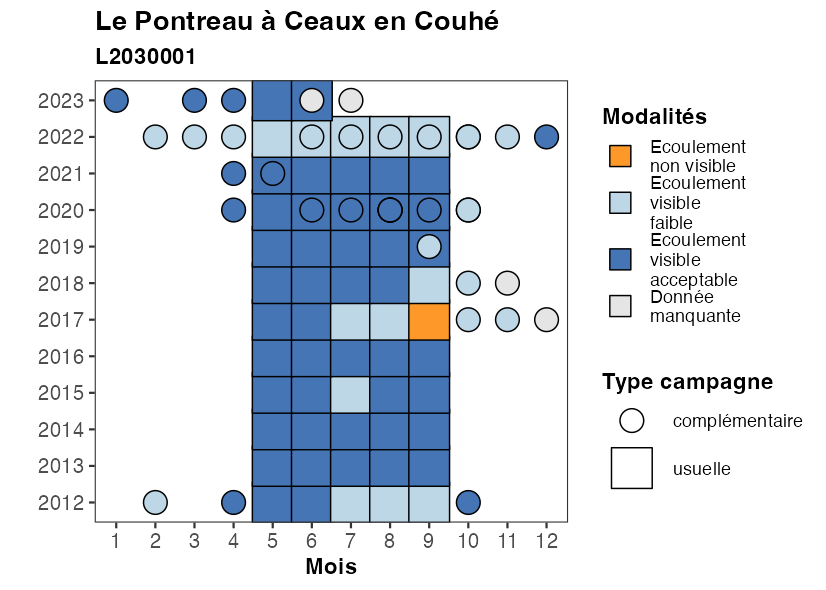 Le Pontreau à Ceaux en Couhé
L2030001
2023
2022
2021
2020
2019
2018
2017
2016
2015
2014
2013
2012
1 2 3 4 5 6 7 8 9 10 11 12
Mois
Modalités
Ecoulement
non visible
Ecoulement
visible
faible
Ecoulement
visible
acceptable
Donnée
manquante
Type campagne
complémentaire
usuelle